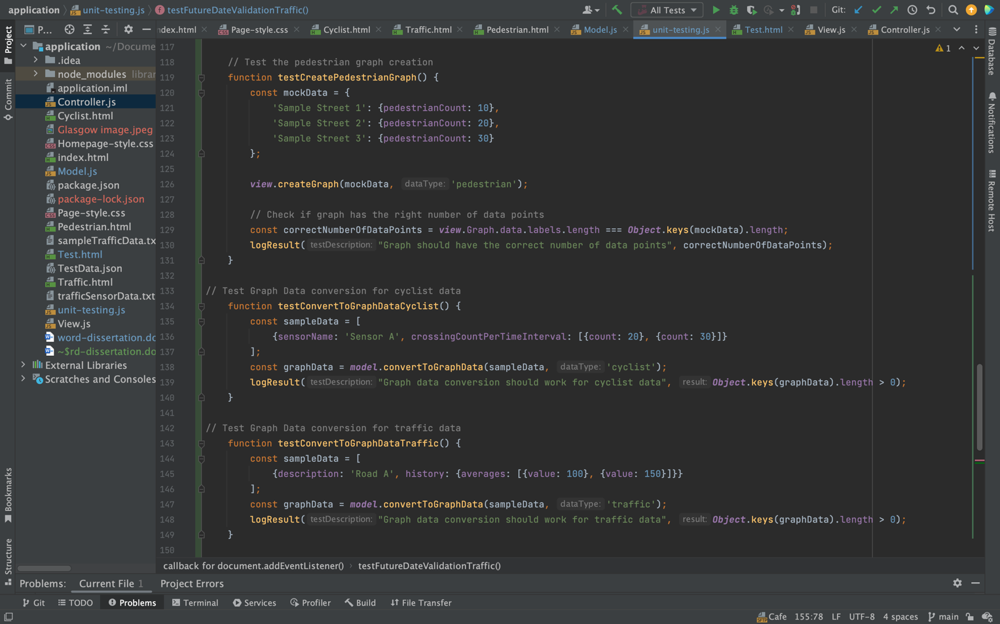 application › unit-testing.js › testFutureDateValidationTraffic()
All Tests
Git:
P...
index.html
Page-style.css
Cyclist.html
Traffic.html
Pedestrian.html
Model.js
unit-testing.js
Test.html
View.js
Controller.js
Project
Commit
Bookmarks
Structure
application ~/Docume
.idea
node_modules librar
application.iml
Controller.js
Cyclist.html
Glasgow image.jpeg
Homepage-style.css
index.html
Model.js
package.json
package-lock.json
Page-style.css
Pedestrian.html
sampleTrafficData.tx
Test.html
TestData.json
Traffic.html
trafficSensorData.txt
unit-testing.js
View.js
word-dissertation.do
~$rd-dissertation.do
External Libraries
Scratches and Consoles
117
118 // Test the pedestrian graph creation
119 function testCreatePedestrianGraph() {
120 const mockData = {
121 'Sample Street 1': {pedestrianCount: 10},
122 'Sample Street 2': {pedestrianCount: 20},
123 'Sample Street 3': {pedestrianCount: 30}
124 };
125
126 view.createGraph(mockData, dataType: 'pedestrian');
127
128 // Check if graph has the right number of data points
129 const correctNumberOfDataPoints = view.Graph.data.labels.length === Object.keys(mockData).length;
130 logResult( testDescription: "Graph should have the correct number of data points", correctNumberOfDataPoints);
131 }
132
133 // Test Graph Data conversion for cyclist data
134 function testConvertToGraphDataCyclist() {
135 const sampleData = [
136 {sensorName: 'Sensor A', crossingCountPerTimeInterval: [{count: 20}, {count: 30}]}
137 ];
138 const graphData = model.convertToGraphData(sampleData, dataType: 'cyclist');
139 logResult( testDescription: "Graph data conversion should work for cyclist data", result: Object.keys(graphData).length > 0);
140 }
141
142 // Test Graph Data conversion for traffic data
143 function testConvertToGraphDataTraffic() {
144 const sampleData = [
145 {description: 'Road A', history: {averages: [{value: 100}, {value: 150}]}}
146 ];
147 const graphData = model.convertToGraphData(sampleData, dataType: 'traffic');
148 logResult( testDescription: "Graph data conversion should work for traffic data", result: Object.keys(graphData).length > 0);
149 }
150
1
Database
Notifications
Remote Host
callback for document.addEventListener() › testFutureDateValidationTraffic()
Problems: Current File 1 Project Errors
Git TODO Problems Terminal Services Profiler Build File Transfer
Cafe 155:78 LF UTF-8 4 spaces main